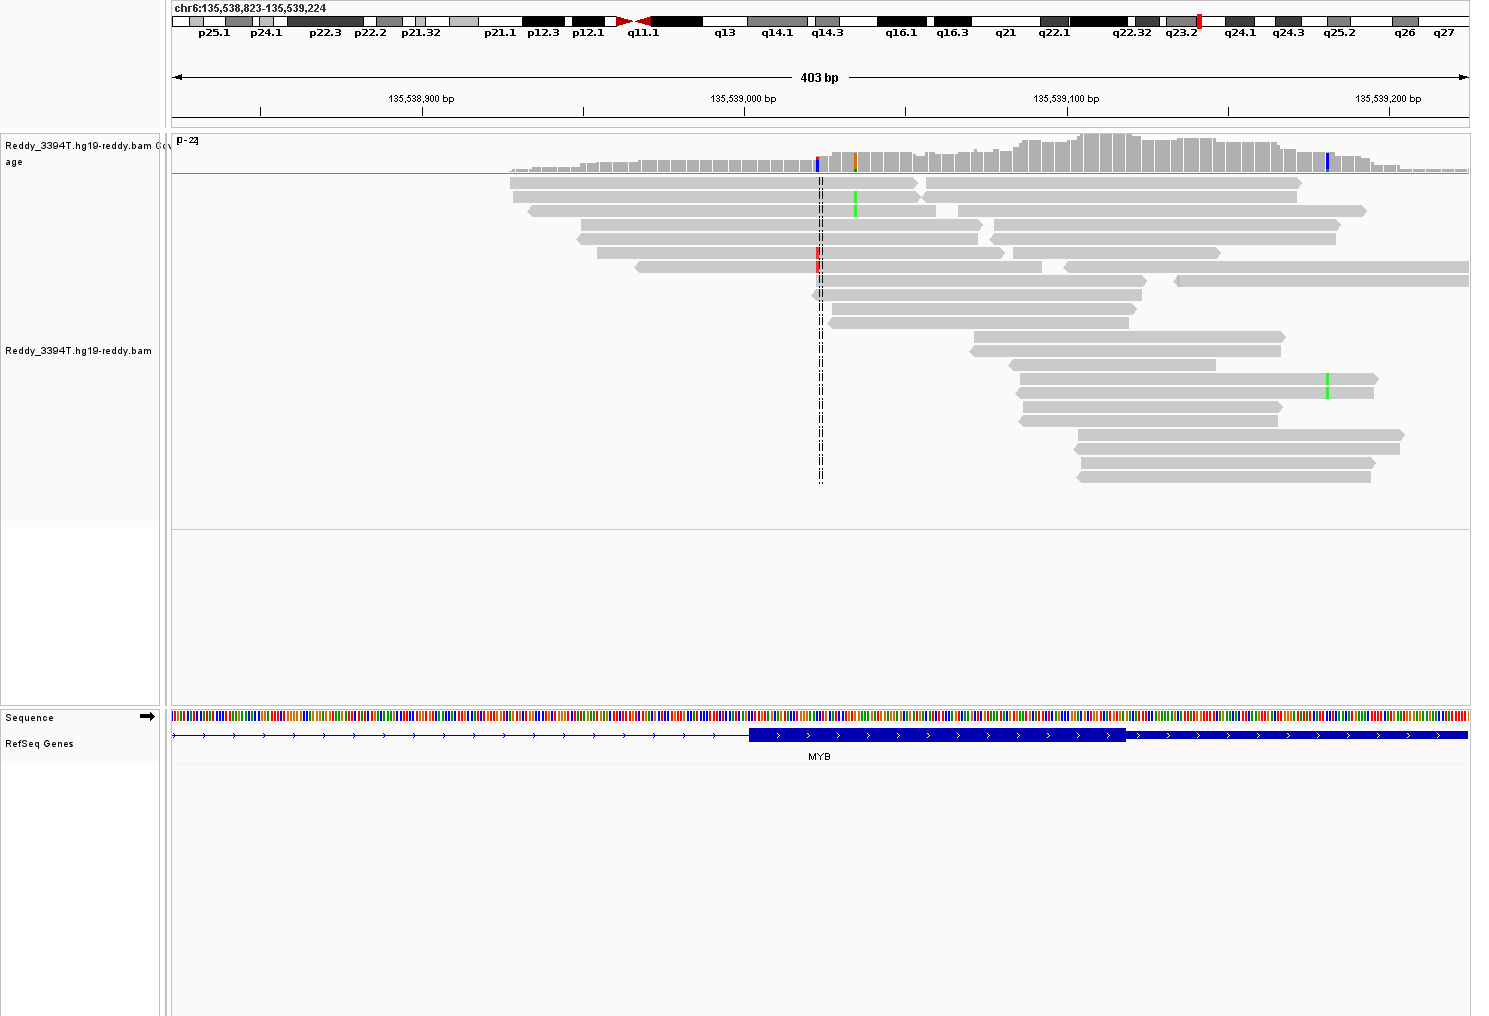 chr6:135,538,823-135,539,224
p25.1 p24.1 p22.3 p22.2 p21.32 p21.1 p12.3 p12.1 q11.1 q13 q14.1 q14.3 q16.1 q16.3 q21 q22.1 q22.32 q23.2 q24.1 q24.3 q25.2 q26 q27
403 bp
135,538,900 bp 135,539,000 bp 135,539,100 bp 135,539,200 bp
Reddy_3394T.hg19-reddy.bam Cov
age
[0-22]
Reddy_3394T.hg19-reddy.bam
Sequence
RefSeq Genes
MYB